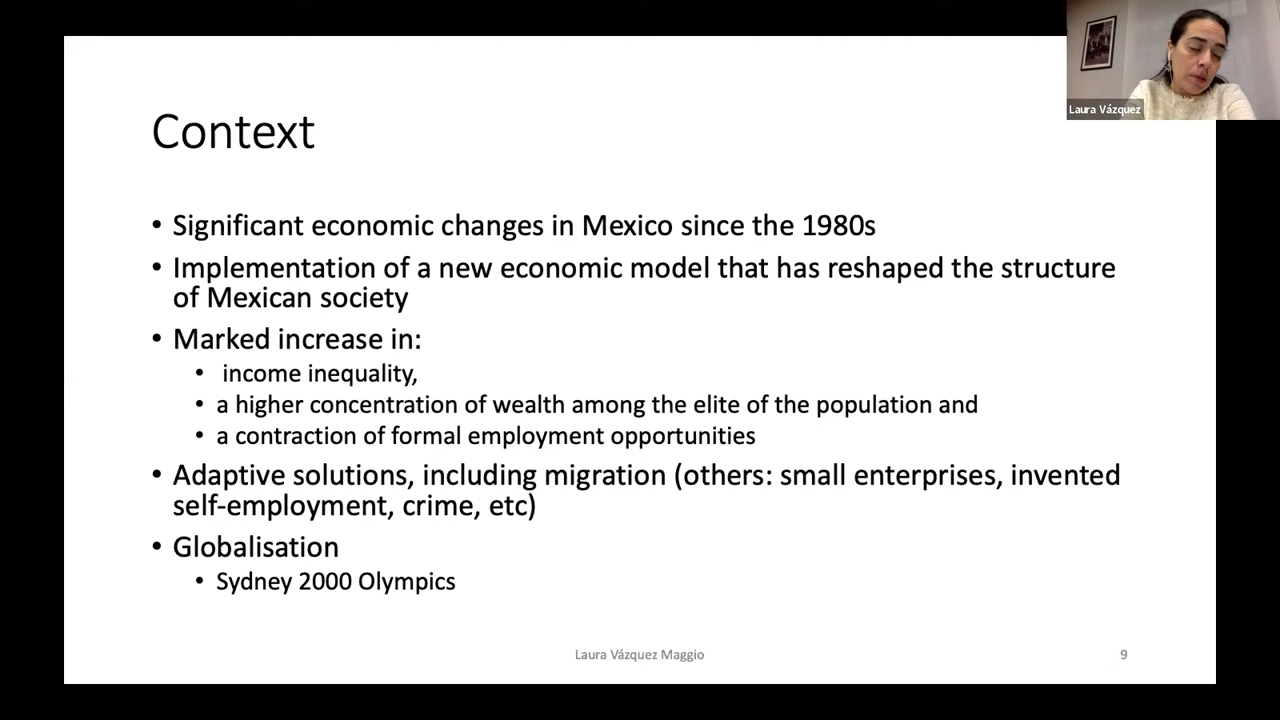 Laura Vázquez
Context
• Significant economic changes in Mexico since the 1980s
• Implementation of a new economic model that has reshaped the structure
of Mexican society
• Marked increase in:
• income inequality,
• a higher concentration of wealth among the elite of the population and
• a contraction of formal employment opportunities
• Adaptive solutions, including migration (others: small enterprises, invented
self-employment, crime, etc)
• Globalisation
• Sydney 2000 Olympics
Laura Vázquez Maggio
9